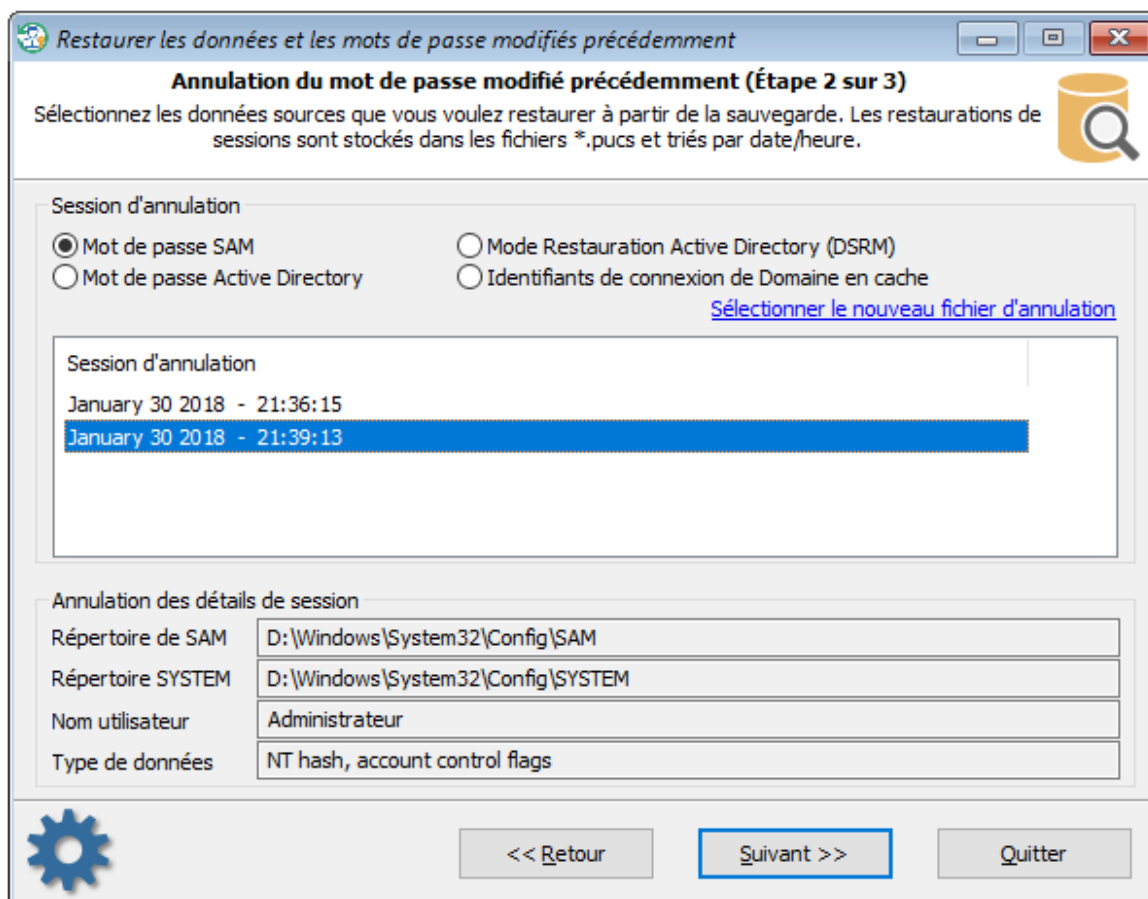 Restaurer les données et les mots de passe modifiés précédemment
Annulation du mot de passe modifié précédemment (Étape 2 sur 3)
Sélectionnez les données sources que vous voulez restaurer à partir de la sauvegarde. Les restaurations de
sessions sont stockés dans les fichiers *.pucs et triés par date/heure.
Session d'annulation
Mot de passe SAM
Mode Restauration Active Directory (DSRM)
Mot de passe Active Directory
Identifiants de connexion de Domaine en cache
Sélectionner le nouveau fichier d'annulation
Session d'annulation
January 30 2018 - 21:36:15
January 30 2018 - 21:39:13
Annulation des détails de session
Répertoire de SAM D:\Windows\System32\Config\SAM
Répertoire SYSTEM D:\Windows\System32\Config\SYSTEM
Nom utilisateur Administrateur
Type de données NT hash, account control flags
<< Retour Suivant >> Quitter